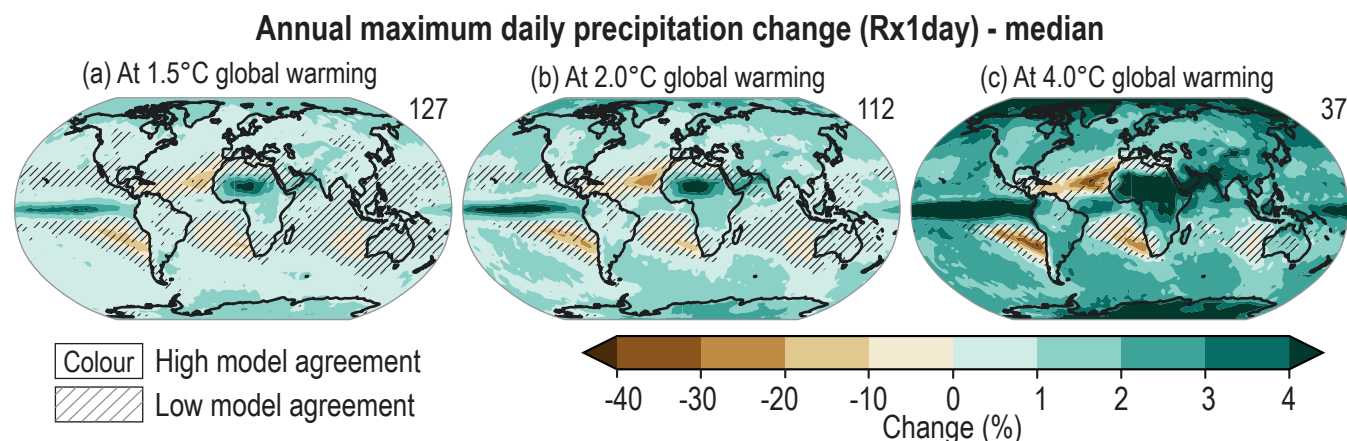 Annual maximum daily precipitation change (Rx1day) - median
(a) At 1.5°C global warming
127
(b) At 2.0°C global warming
112
(c) At 4.0°C global warming
37
Colour High model agreement
Low model agreement
-40 -30 -20 -10 0 1 2 3 4
Change (%)